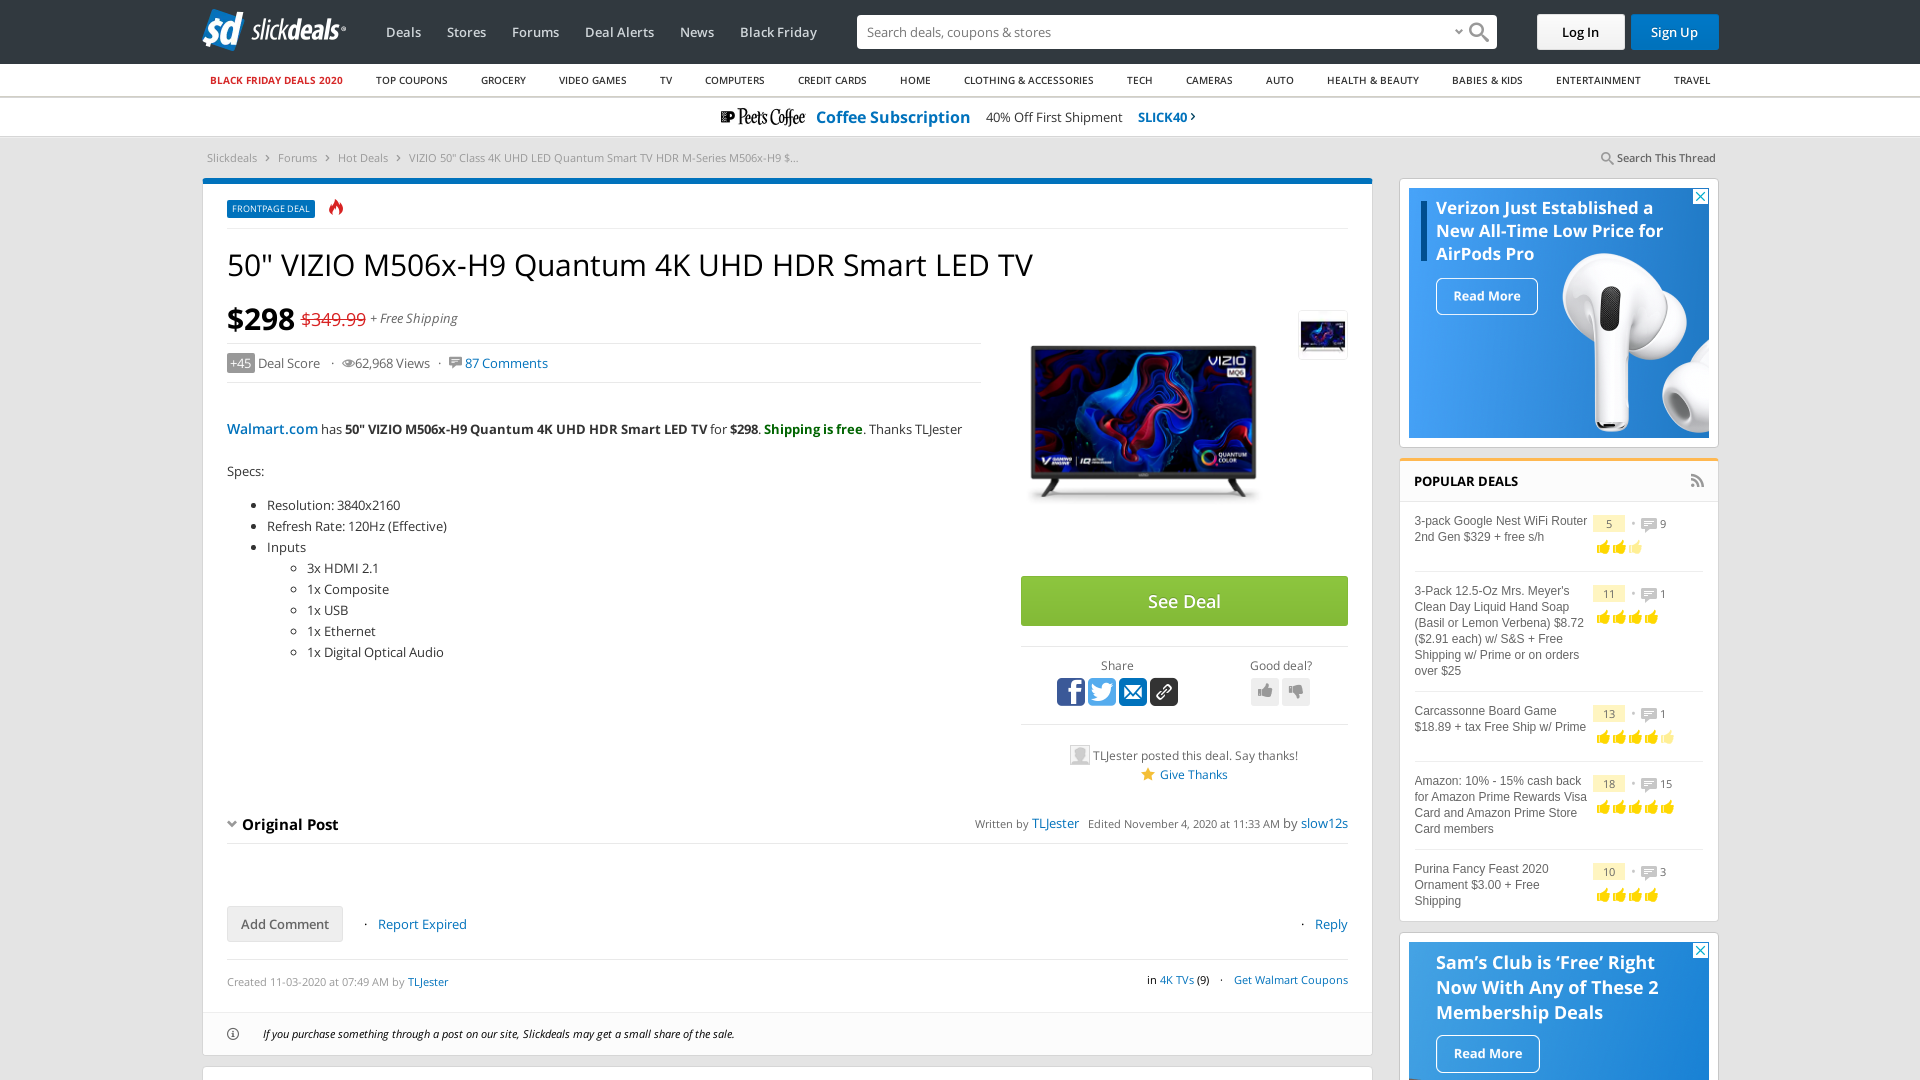 slickdeals
Deals
Stores
Forums
Deal Alerts
News
Black Friday
Search deals, coupons & stores
Log In
Sign Up
BLACK FRIDAY DEALS 2020
TOP COUPONS
GROCERY
VIDEO GAMES
TV
COMPUTERS
CREDIT CARDS
HOME
CLOTHING & ACCESSORIES
TECH
CAMERAS
AUTO
HEALTH & BEAUTY
BABIES & KIDS
ENTERTAINMENT
TRAVEL
Peet's Coffee Coffee Subscription 40% Off First Shipment SLICK40 ›
Slickdeals › Forums › Hot Deals › VIZIO 50" Class 4K UHD LED Quantum Smart TV HDR M-Series M506x-H9 $...
Search This Thread
FRONTPAGE DEAL
50" VIZIO M506x-H9 Quantum 4K UHD HDR Smart LED TV
$298 $349.99 + Free Shipping
+45 Deal Score · 62,968 Views · 87 Comments
Walmart.com has 50" VIZIO M506x-H9 Quantum 4K UHD HDR Smart LED TV for $298. Shipping is free. Thanks TLJester
Specs:
Resolution: 3840x2160
Refresh Rate: 120Hz (Effective)
Inputs
3x HDMI 2.1
1x Composite
1x USB
1x Ethernet
1x Digital Optical Audio
VIZIO
MQ6
QUANTUM
COLOR
See Deal
Share
Good deal?
TLJester posted this deal. Say thanks!
Give Thanks
Original Post
Written by TLJester Edited November 4, 2020 at 11:33 AM by slow12s
Add Comment
· Report Expired
· Reply
Created 11-03-2020 at 07:49 AM by TLJester
in 4K TVs (9) · Get Walmart Coupons
If you purchase something through a post on our site, Slickdeals may get a small share of the sale.
Verizon Just Established a
New All-Time Low Price for
AirPods Pro
Read More
POPULAR DEALS
3-pack Google Nest WiFi Router
2nd Gen $329 + free s/h
5 • 9
3-Pack 12.5-Oz Mrs. Meyer's
Clean Day Liquid Hand Soap
(Basil or Lemon Verbena) $8.72
($2.91 each) w/ S&S + Free
Shipping w/ Prime or on orders
over $25
11 • 1
Carcassonne Board Game
$18.89 + tax Free Ship w/ Prime
13 • 1
Amazon: 10% - 15% cash back
for Amazon Prime Rewards Visa
Card and Amazon Prime Store
Card members
18 • 15
Purina Fancy Feast 2020
Ornament $3.00 + Free
Shipping
10 • 3
Sam's Club is ‘Free’ Right
Now With Any of These 2
Membership Deals
Read More